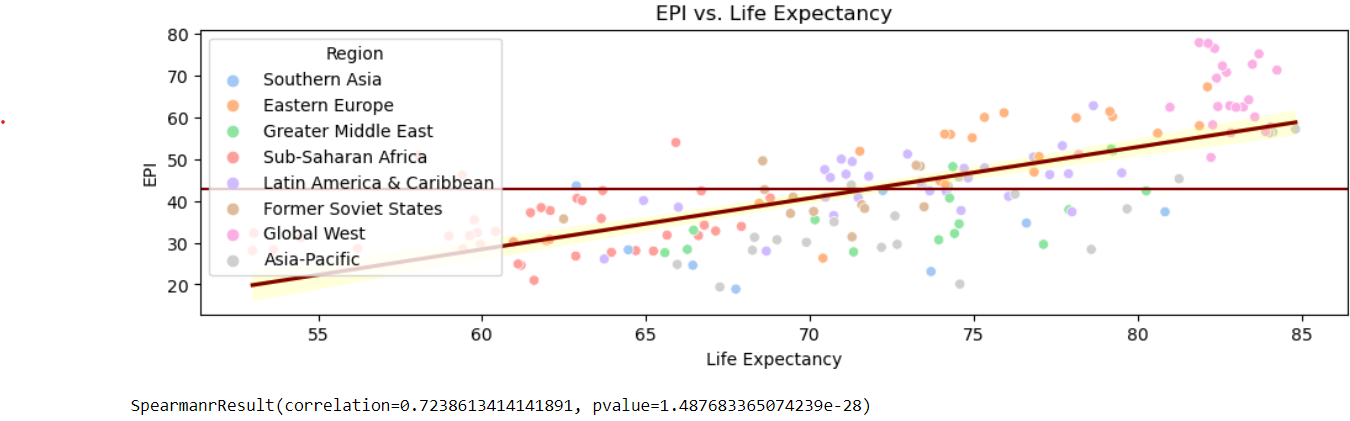 EPI vs. Life Expectancy
80
70
60
50
40
30
20
EPI
Region
Southern Asia
Eastern Europe
Greater Middle East
Sub-Saharan Africa
Latin America & Caribbean
Former Soviet States
Global West
Asia-Pacific
55 60 65 70 75 80 85
Life Expectancy
SpearmanrResult(correlation=0.7238613414141891, pvalue=1.487683365074239e-28)